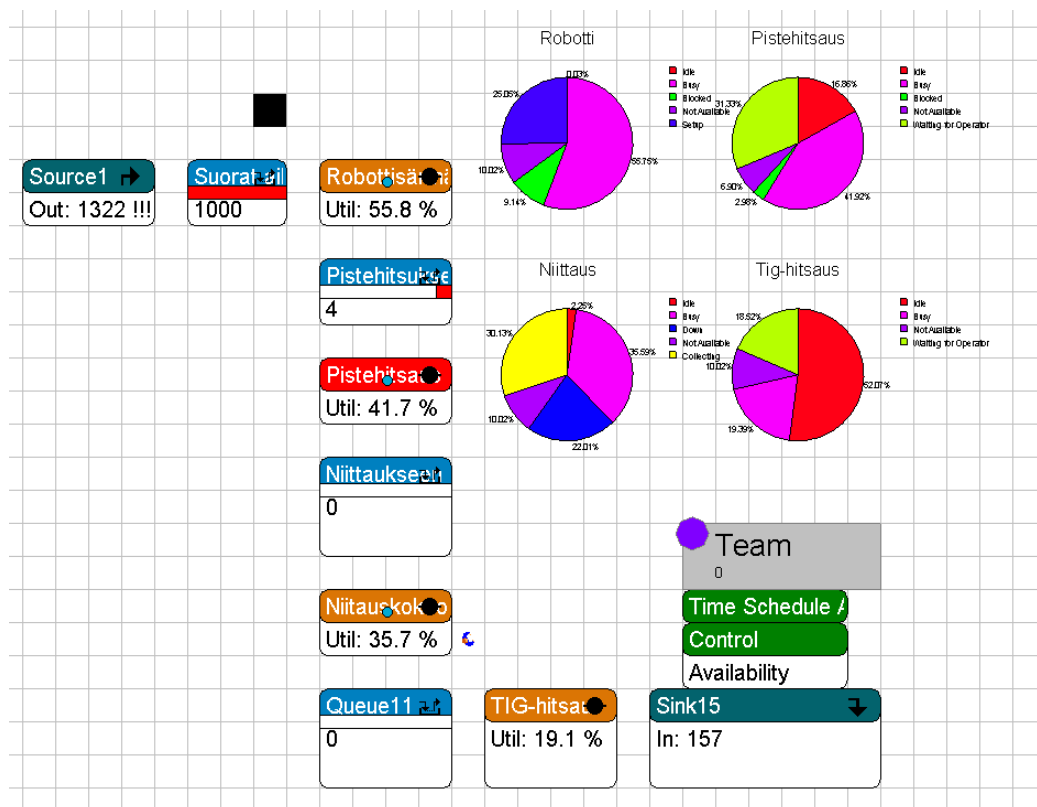 Robotti
Pistehitsaus
0.03%
25.05%
55.75%
10.02%
9.14%
Idle
Busy
Blocked
Not Available
Setup
16.86%
31.33%
6.90%
2.98%
41.92%
Idle
Busy
Blocked
Not Available
Waiting for Operator
Source1
Out: 1322 !!!
Suorat
1000
Util: 55.8 %
4
Util: 41.7 %
0
Util: 35.7 %
Queue11
0
Niittaus
Tig-hitsaus
2.25%
30.13%
35.59%
10.02%
22.01%
Idle
Busy
Down
Not Available
Collecting
18.52%
10.02%
52.07%
19.39%
Idle
Busy
Not Available
Waiting for Operator
Team
0
Time Schedule A
Control
Availability
Util: 19.1 %
Sink15
In: 157